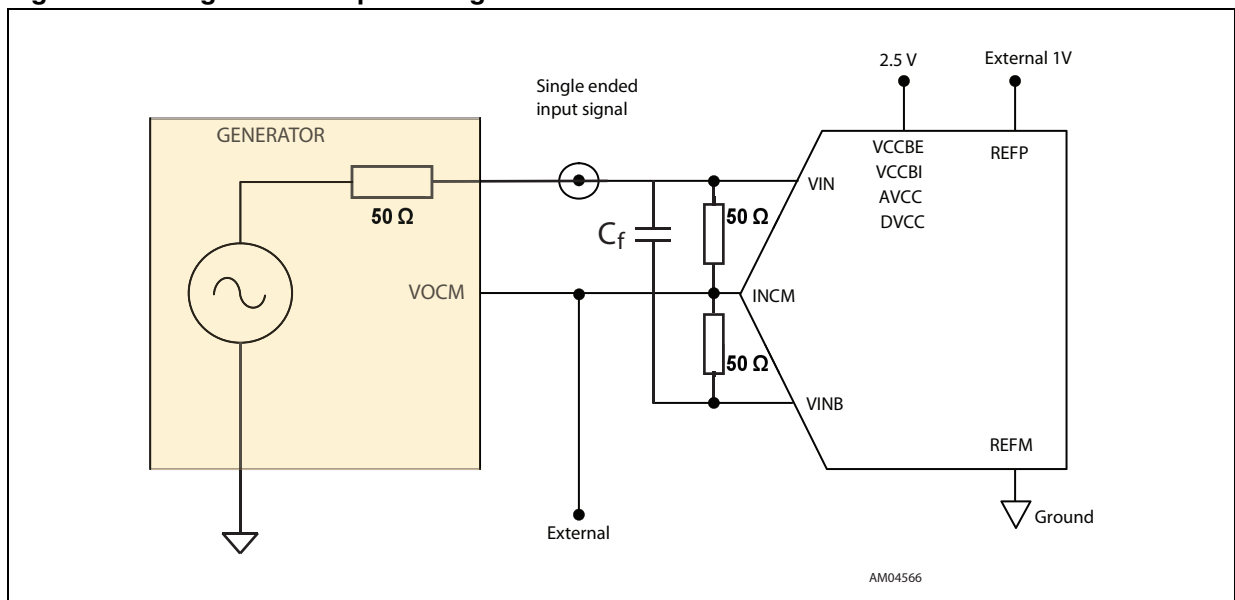 2.5 V
External 1V
Single ended
input signal
GENERATOR
VCCBE
VCCBI
AVCC
DVCC
REFP
VIN
50 Ω
50 Ω
Cf
VOCM
INCM
50 Ω
VINB
REFM
Ground
External
AM04566